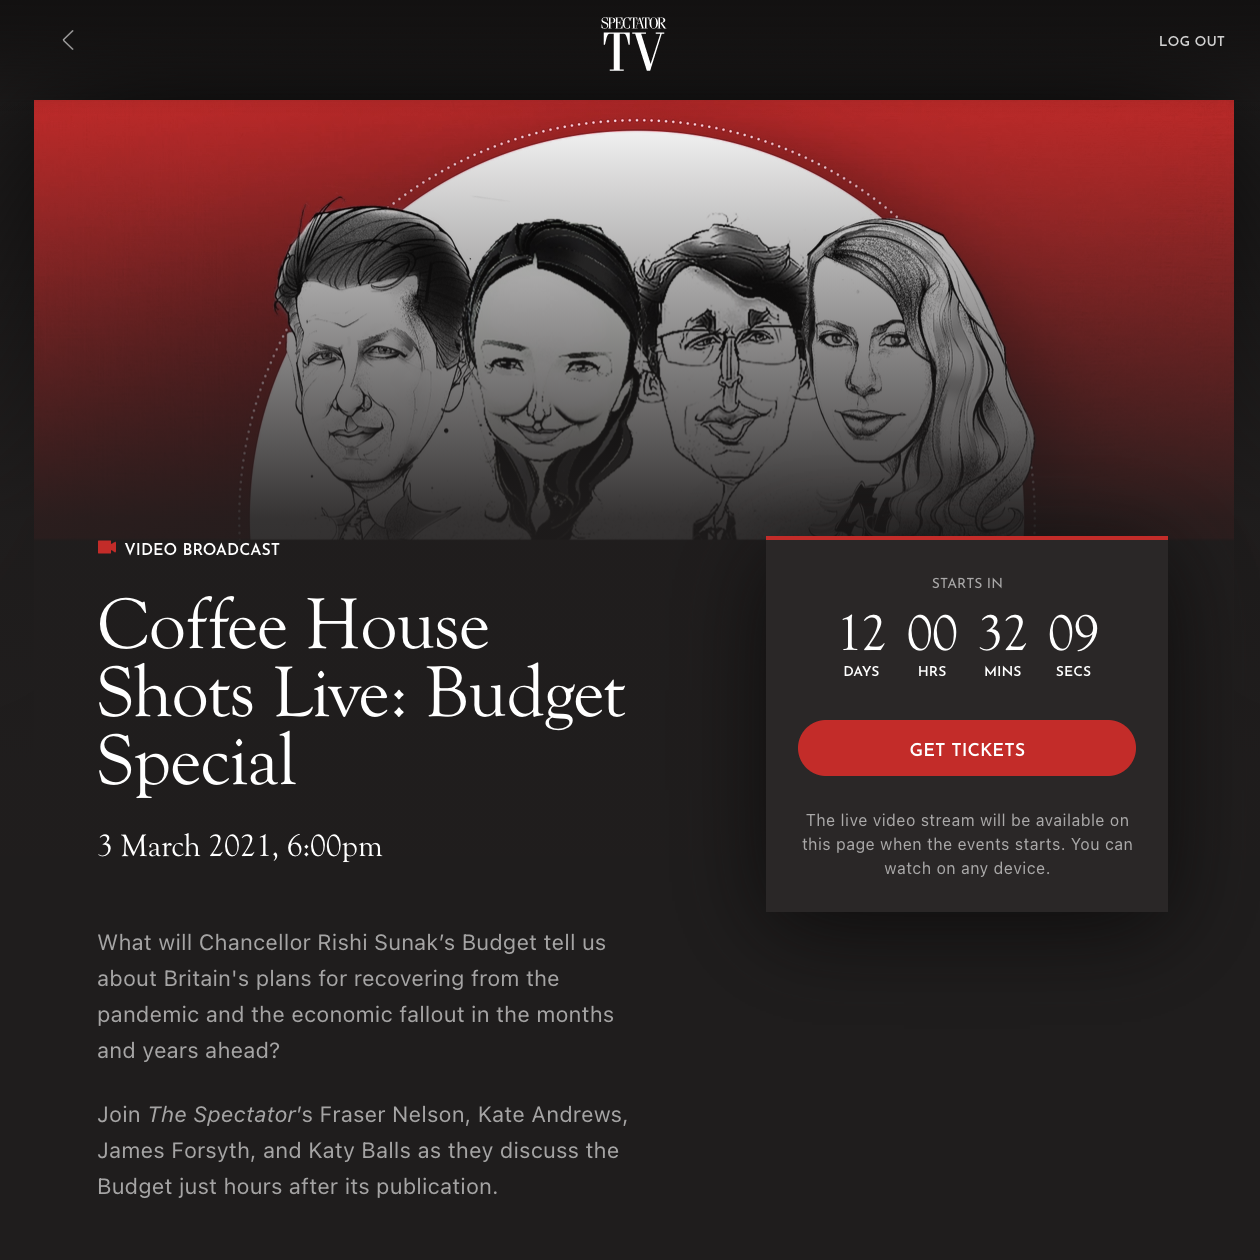 SPECTATOR
TV
LOG OUT
VIDEO BROADCAST
Coffee House
Shots Live: Budget
Special
3 March 2021, 6:00pm
What will Chancellor Rishi Sunak’s Budget tell us
about Britain's plans for recovering from the
pandemic and the economic fallout in the months
and years ahead?
Join The Spectator’s Fraser Nelson, Kate Andrews,
James Forsyth, and Katy Balls as they discuss the
Budget just hours after its publication.
STARTS IN
12 00 32 09
DAYS HRS MINS SECS
GET TICKETS
The live video stream will be available on
this page when the events starts. You can
watch on any device.